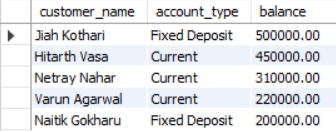 customer_name account_type balance
Jiah Kothari Fixed Deposit 500000.00
Hitarth Vasa Current 450000.00
Netray Nahar Current 310000.00
Varun Agarwal Current 220000.00
Naitik Gokharu Fixed Deposit 200000.00